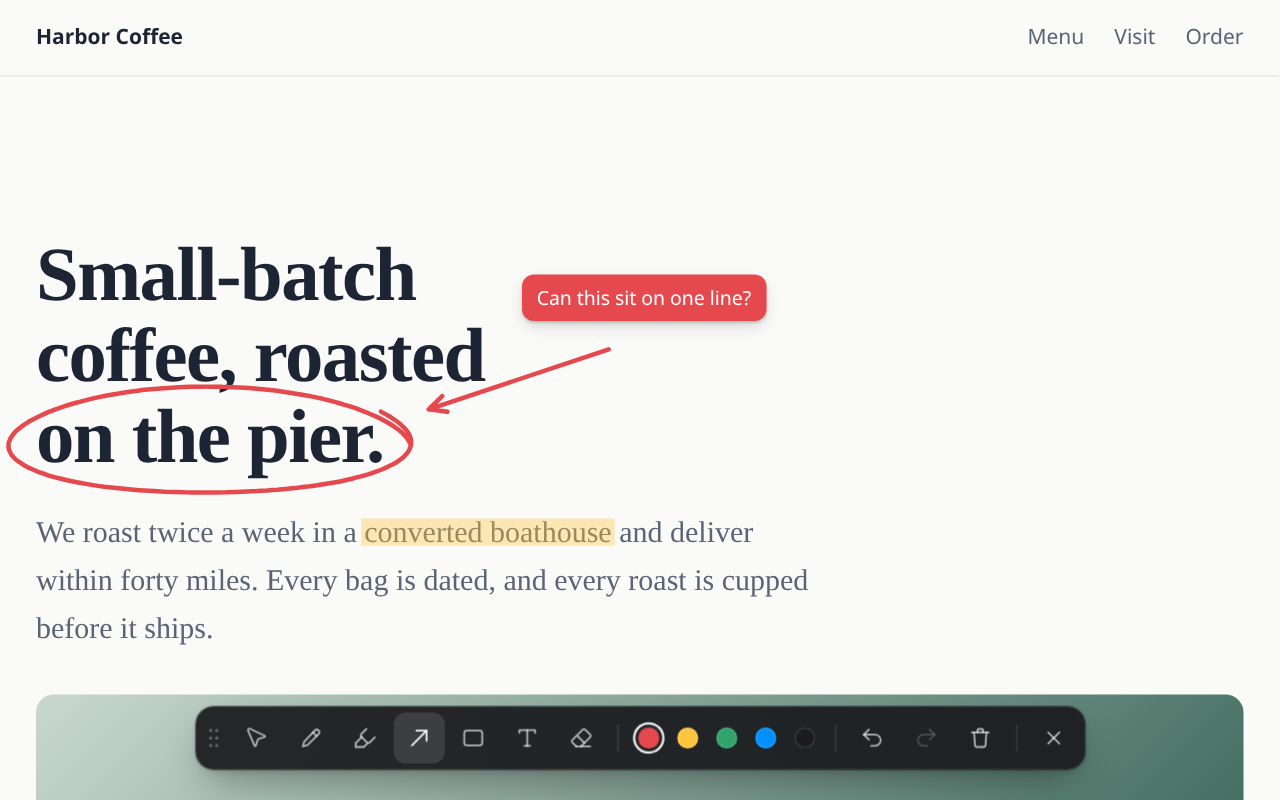 Harbor Coffee
Menu Visit Order
Small-batch
coffee, roasted
on the pier.
Can this sit on one line?
We roast twice a week in a converted boathouse and deliver
within forty miles. Every bag is dated, and every roast is cupped
before it ships.